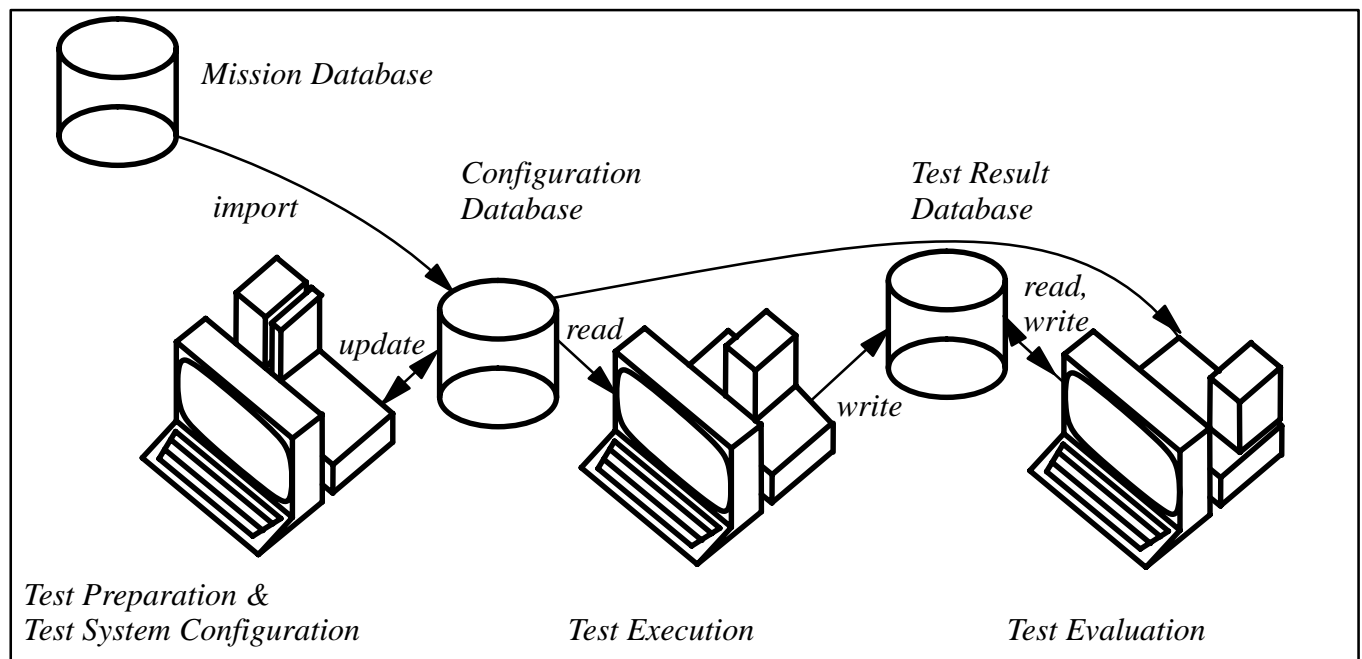 Mission Database
Configuration
Database
Test Result
Database
import
update
read
read,
write
write
Test Preparation &
Test System Configuration
Test Execution
Test Evaluation